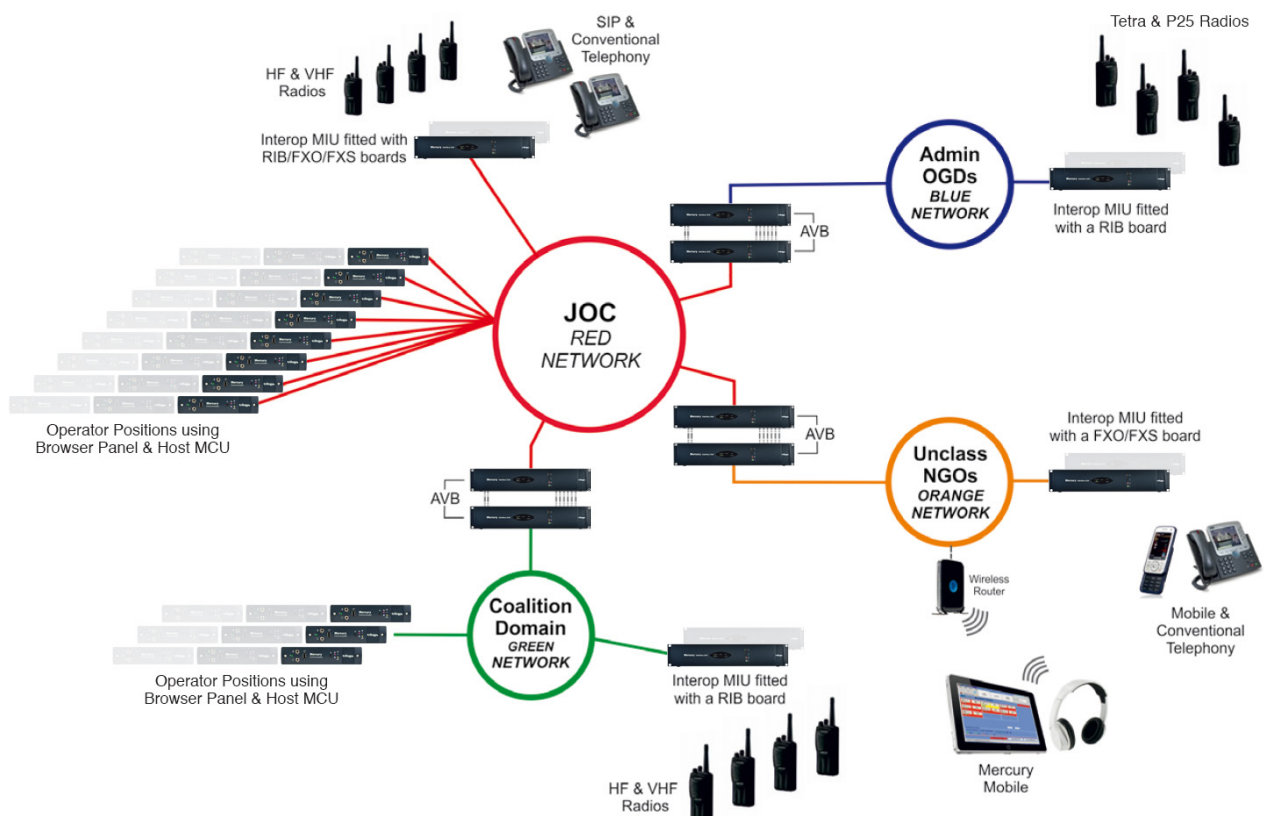 Tetra & P25 Radios
SIP &
Conventional
Telephony
HF & VHF
Radios
Interop MIU fitted with
RIB/FXO/FXS boards
Admin
OGDs
BLUE
NETWORK
AVB
Interop MIU fitted
with a RIB board
JOC
RED
NETWORK
Operator Positions using
Browser Panel & Host MCU
AVB
Interop MIU fitted
with a FXO/FXS board
Unclass
NGOs
ORANGE
NETWORK
AVB
Wireless
Router
Mobile &
Conventional
Telephony
Coalition
Domain
GREEN
NETWORK
Operator Positions using
Browser Panel & Host MCU
Interop MIU fitted
with a RIB board
HF & VHF
Radios
Mercury
Mobile